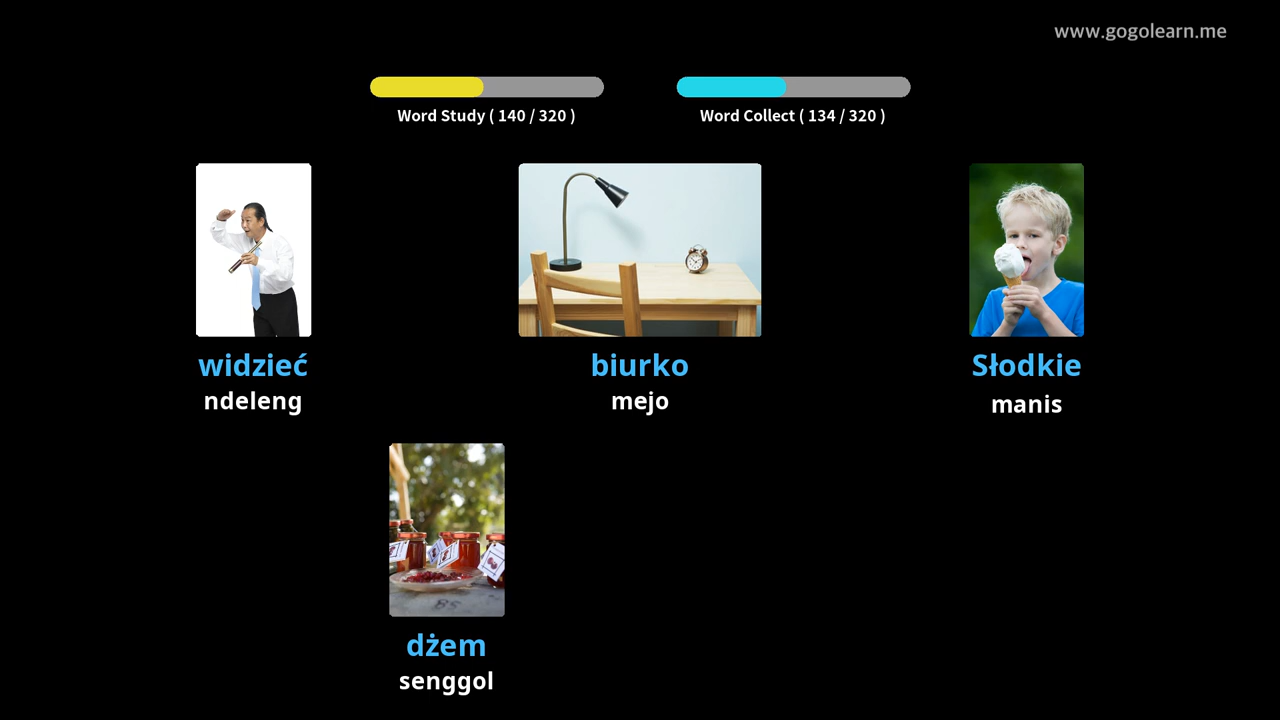 www.gogolearn.me
Word Study ( 140 / 320 )
Word Collect ( 134 / 320 )
widzieć
ndeleng
biurko
mejo
Słodkie
manis
dżem
senggol